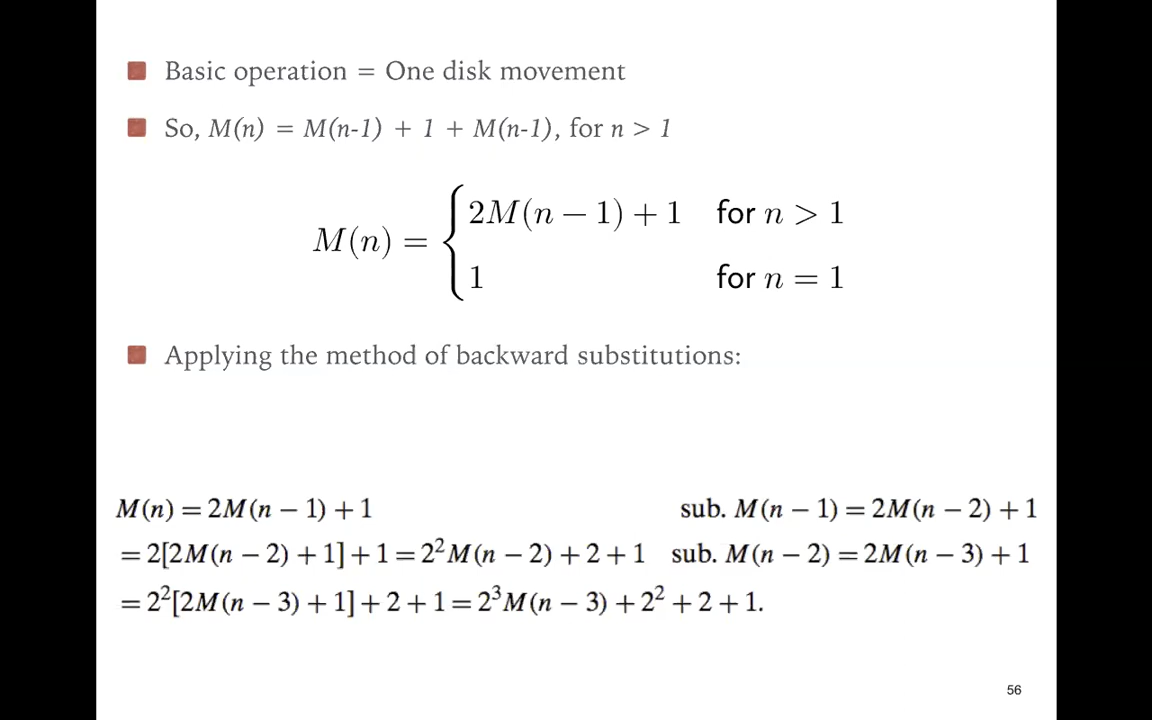 Basic operation = One disk movement
So, M(n) = M(n-1) + 1 + M(n-1), for n > 1
M(n) = { 2M(n − 1) + 1 for n > 1
1 for n = 1
Applying the method of backward substitutions:
M(n) = 2M(n − 1) + 1 sub. M(n − 1) = 2M(n − 2) + 1
= 2[2M(n − 2) + 1] + 1 = 2²M(n − 2) + 2 + 1 sub. M(n − 2) = 2M(n − 3) + 1
= 2²[2M(n − 3) + 1] + 2 + 1 = 2³M(n − 3) + 2² + 2 + 1.
56